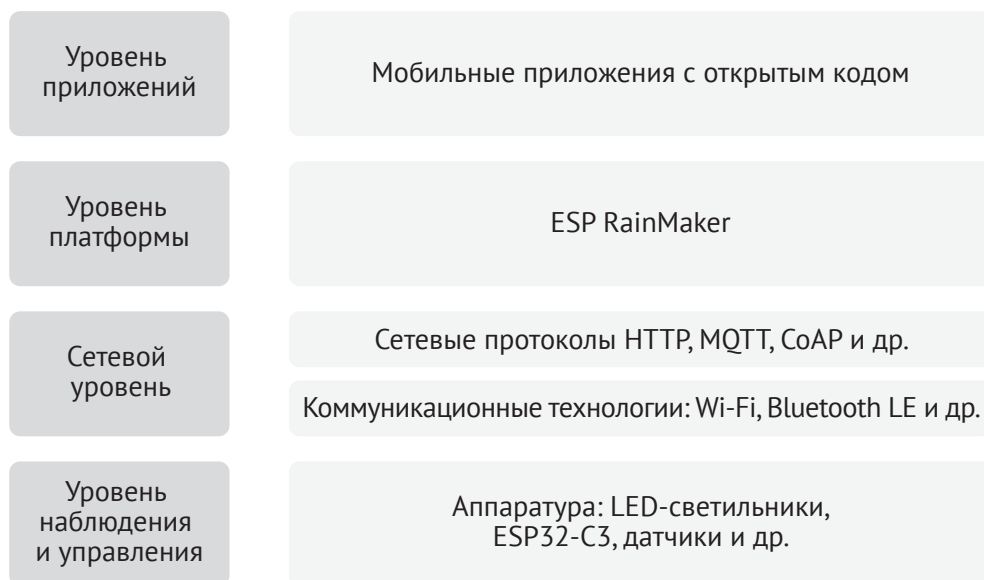 Уровень
приложений
Мобильные приложения с открытым кодом
Уровень
платформы
ESP RainMaker
Сетевой
уровень
Сетевые протоколы HTTP, MQTT, CoAP и др.
Коммуникационные технологии: Wi-Fi, Bluetooth LE и др.
Уровень
наблюдения
и управления
Аппаратура: LED-светильники,
ESP32-C3, датчики и др.